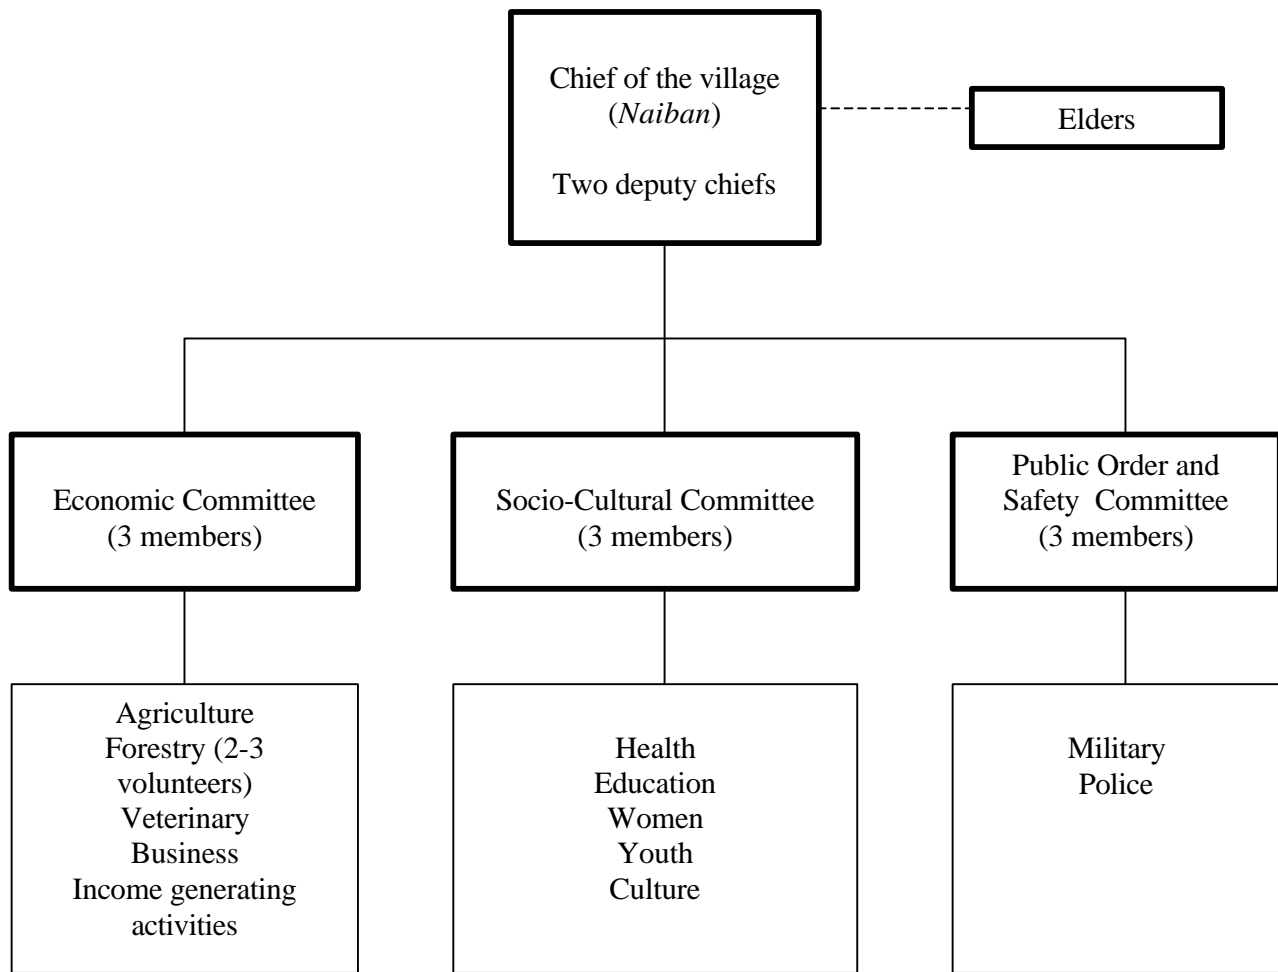 Chief of the village
(Naiban)
Two deputy chiefs
Elders
Economic Committee
(3 members)
Socio-Cultural Committee
(3 members)
Public Order and
Safety  Committee
(3 members)
Agriculture
Forestry (2-3
volunteers)
Veterinary
Business
Income generating
activities
Health
Education
Women
Youth
Culture
Military
Police